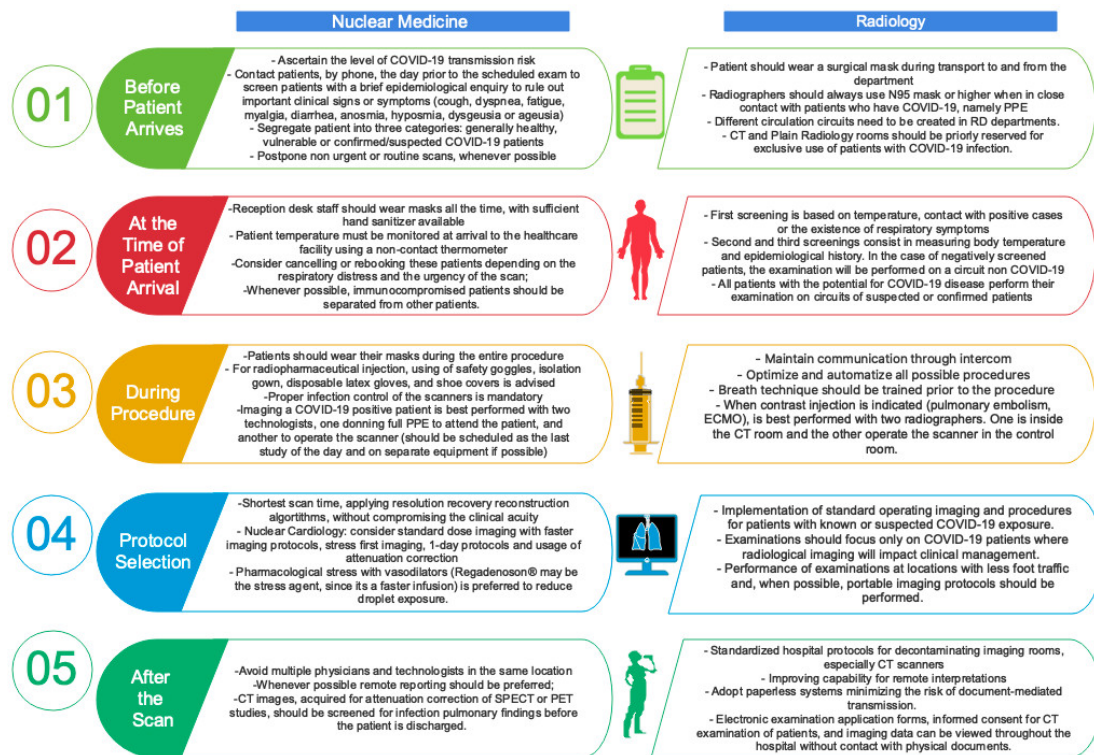 Nuclear Medicine
Radiology
01
Before
Patient
Arrives
- Ascertain the level of COVID-19 transmission risk
- Contact patients, by phone, the day prior to the scheduled exam to
screen patients with a brief epidemiological enquiry to rule out
important clinical signs or symptoms (cough, dyspnea, fatigue,
myalgia, diarrhea, anosmia, hyposmia, dysgeusia or ageusia)
- Segregate patient into three categories: generally healthy,
vulnerable or confirmed/suspected COVID-19 patients
- Postpone non urgent or routine scans, whenever possible
- Patient should wear a surgical mask during transport to and from the
department
- Radiographers should always use N95 mask or higher when in close
contact with patients who have COVID-19, namely PPE
- Different circulation circuits need to be created in RD departments.
- CT and Plain Radiology rooms should be priorly reserved for
exclusive use of patients with COVID-19 infection.
02
At the
Time of
Patient
Arrival
-Reception desk staff should wear masks all the time, with sufficient
hand sanitizer available
- Patient temperature must be monitored at arrival to the healthcare
facility using a non-contact thermometer
-Consider cancelling or rebooking these patients depending on the
respiratory distress and the urgency of the scan;
-Whenever possible, immunocompromised patients should be
separated from other patients.
- First screening is based on temperature, contact with positive cases
or the existence of respiratory symptoms
- Second and third screenings consist in measuring body temperature
and epidemiological history. In the case of negatively screened
patients, the examination will be performed on a circuit non COVID-19
- All patients with the potential for COVID-19 disease perform their
examination on circuits of suspected or confirmed patients
03
During
Procedure
-Patients should wear their masks during the entire procedure
- For radiopharmaceutical injection, using of safety goggles, isolation
gown, disposable latex gloves, and shoe covers is advised
-Proper infection control of the scanners is mandatory
-Imaging a COVID-19 positive patient is best performed with two
technologists, one donning full PPE to attend the patient, and
another to operate the scanner (should be scheduled as the last
study of the day and on separate equipment if possible)
- Maintain communication through intercom
- Optimize and automatize all possible procedures
- Breath technique should be trained prior to the procedure
- When contrast injection is indicated (pulmonary embolism,
ECMO), is best performed with two radiographers. One is inside
the CT room and the other operate the scanner in the control
room.
04
Protocol
Selection
-Shortest scan time, applying resolution recovery reconstruction
algortithms, without compromising the clinical acuity
- Nuclear Cardiology: consider standard dose imaging with faster
imaging protocols, stress first imaging, 1-day protocols and usage of
attenuation correction
- Pharmacological stress with vasodilators (Regadenoson® may be
the stress agent, since its a faster infusion) is preferred to reduce
droplet exposure.
- Implementation of standard operating imaging and procedures
for patients with known or suspected COVID-19 exposure.
- Examinations should focus only on COVID-19 patients where
radiological imaging will impact clinical management.
- Performance of examinations at locations with less foot traffic
and, when possible, portable imaging protocols should be
performed.
05
After
the
Scan
-Avoid multiple physicians and technologists in the same location
-Whenever possible remote reporting should be preferred;
-CT images, acquired for attenuation correction of SPECT or PET
studies, should be screened for infection pulmonary findings before
the patient is discharged.
- Standardized hospital protocols for decontaminating imaging rooms,
especially CT scanners
- Improving capability for remote interpretations
- Adopt paperless systems minimizing the risk of document-mediated
transmission.
- Electronic examination application forms, informed consent for CT
examination of patients, and imaging data can be viewed throughout the
hospital without contact with physical documents.